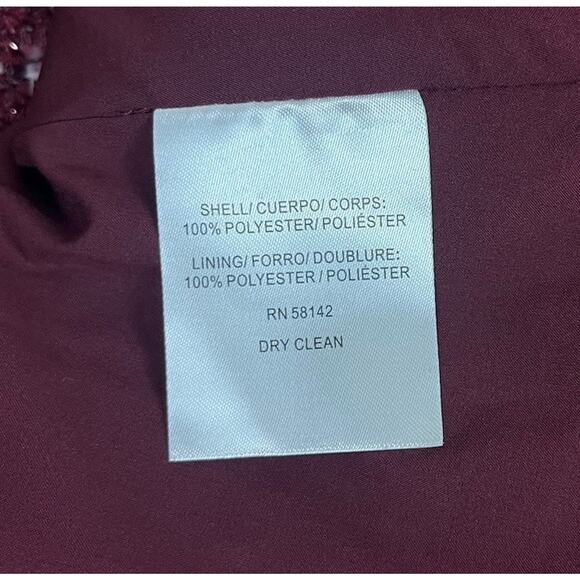 SHELL/ CUERPO/ CORPS:
100% POLYESTER/ POLIÉSTER
LINING/ FORRO/ DOUBLURE:
100% POLYESTER / POLIÉSTER
RN 58142
DRY CLEAN